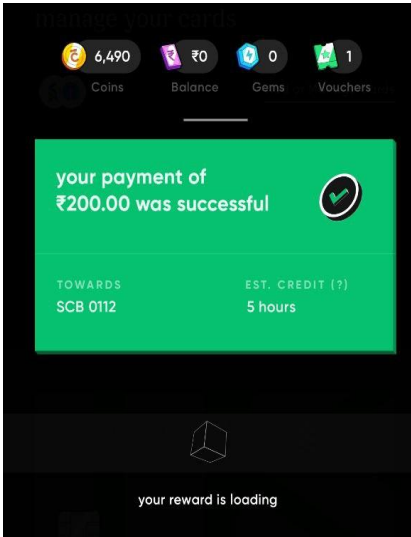 manage your cards
6,490 ₹0 0 1
Coins Balance Gems Vouchers
your payment of
₹200.00 was successful
TOWARDS EST. CREDIT (?)
SCB 0112 5 hours
your reward is loading